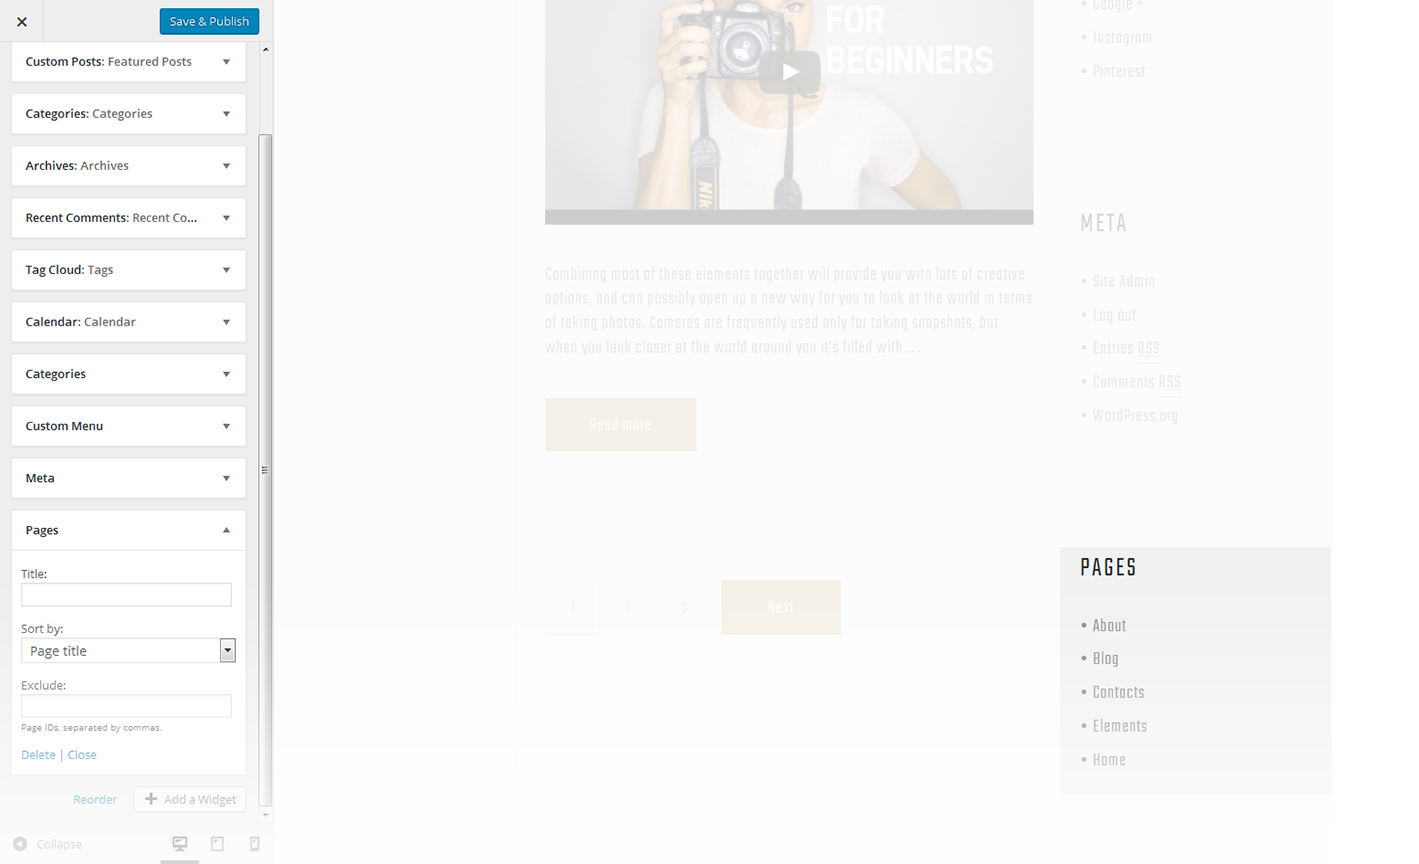 Save & Publish
Custom Posts: Featured Posts
Categories: Categories
Archives: Archives
Recent Comments: Recent Co...
Tag Cloud: Tags
Calendar: Calendar
Categories
Custom Menu
Meta
Pages
Title:
Sort by:
Page title
Exclude:
Page IDs, separated by commas.
Delete | Close
Reorder
Add a Widget
Collapse
FOR
BEGINNERS
Nik
Combining most of these elements together will provide you witn lots of creative
options, and can possibly open up a new way for you to look at the world in terms
of taking photos. Cameras are frequently used only for taking snapshots, but
when you look closer at the world around you it's filled with...
Read more
1
2
3
Next
• Google +
• Instagram
• Pinterest
META
• Site Admin
• Log out
• Entries RSS
• Comments RSS
• WordPress.org
PAGES
• About
• Blog
• Contacts
• Elements
• Home